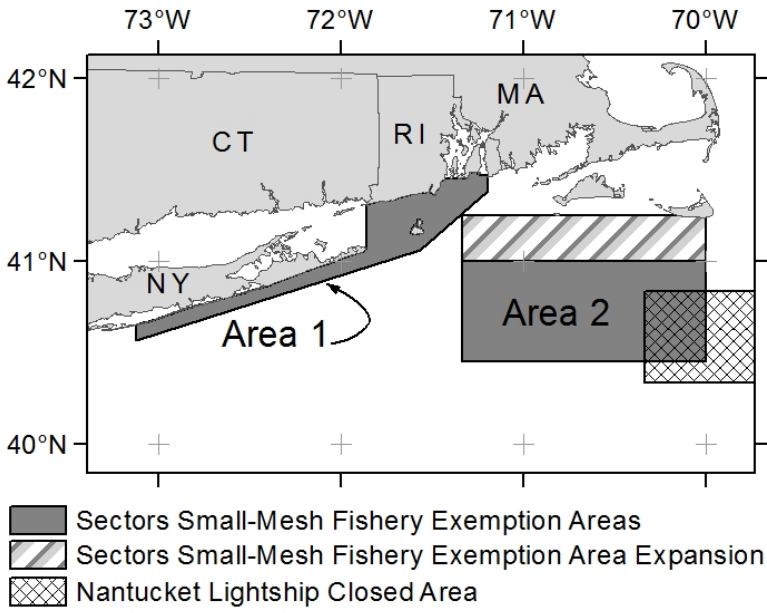 73°W 72°W 71°W 70°W
42°N
MA
RI
CT
41°N
NY
Area 2
Area 1
40°N
Sectors Small-Mesh Fishery Exemption Areas
Sectors Small-Mesh Fishery Exemption Area Expansion
Nantucket Lightship Closed Area